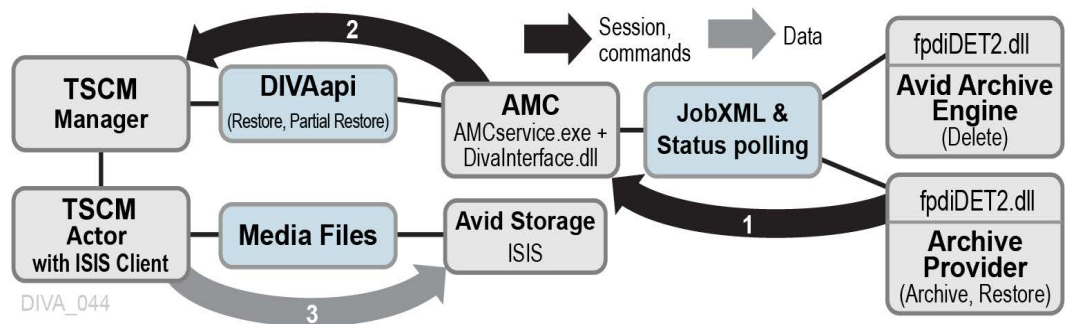 2
Session,
commands
Data
TSCM
Manager
DIVAapi
(Restore, Partial Restore)
AMC
AMCservice.exe +
DivaInterface.dll
JobXML &
Status polling
fpdiDET2.dll
Avid Archive
Engine
(Delete)
1
TSCM
Actor
with ISIS Client
Media Files
Avid Storage
ISIS
fpdiDET2.dll
Archive
Provider
(Archive, Restore)
3
DIVA_044